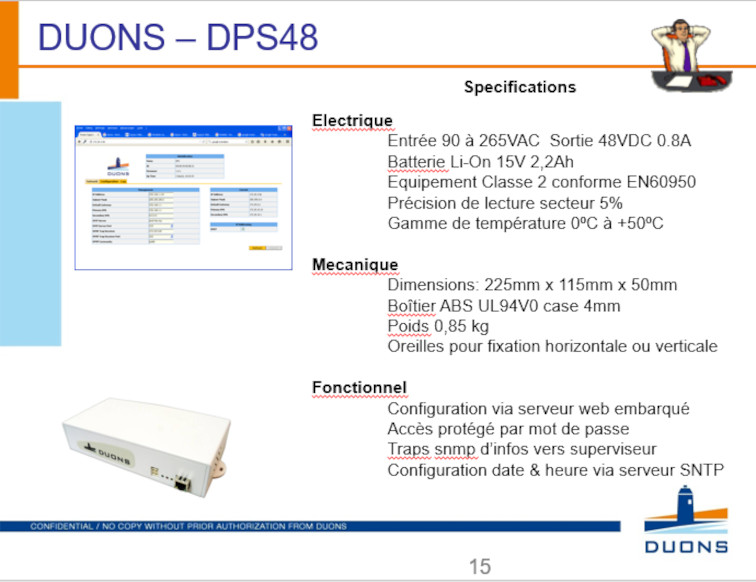 DUONS – DPS48
Specifications
Electrique
Entrée 90 à 265VAC  Sortie 48VDC 0.8A
Batterie Li-On 15V 2,2Ah
Equipement Classe 2 conforme EN60950
Précision de lecture secteur 5%
Gamme de température 0ºC à +50ºC
Mecanique
Dimensions: 225mm x 115mm x 50mm
Boîtier ABS UL94V0 case 4mm
Poids 0,85 kg
Oreilles pour fixation horizontale ou verticale
Fonctionnel
Configuration via serveur web embarqué
Accès protégé par mot de passe
Traps snmp d’infos vers superviseur
Configuration date & heure via serveur SNTP
DUONS
DUONS
CONFIDENTIAL / NO COPY WITHOUT PRIOR AUTHORIZATION FROM DUONS
DUONS
15